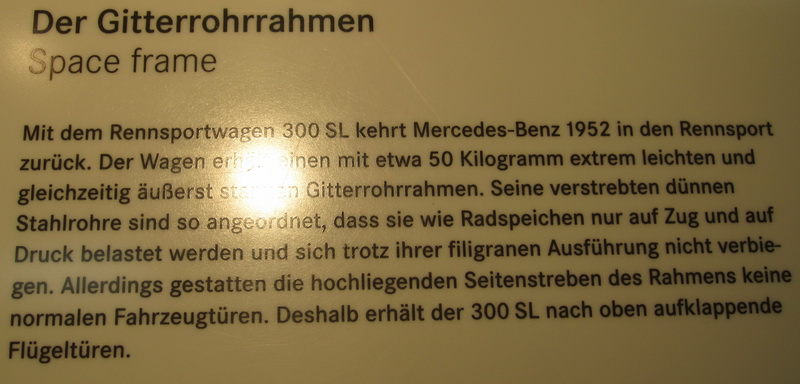 Der Gitterrohrrahmen
Space frame
Mit dem Rennsportwagen 300 SL kehrt Mercedes-Benz 1952 in den Rennsport
zurück. Der Wagen einen mit etwa 50 Kilogramm extrem leichten und
gleichzeitig äußerst Gitterrohrrahmen. Seine verstrebten dünnen
Stahlrohre sind so angeordnet, dass sie wie Radspeichen nur auf Zug und auf
Druck belastet werden und sich trotz ihrer filigranen Ausführung nicht verbie-
gen. Allerdings gestatten die hochliegenden Seitenstreben des Rahmens keine
normalen Fahrzeugtüren. Deshalb erhält der 300 SL nach oben aufklappende
Flügeltüren.